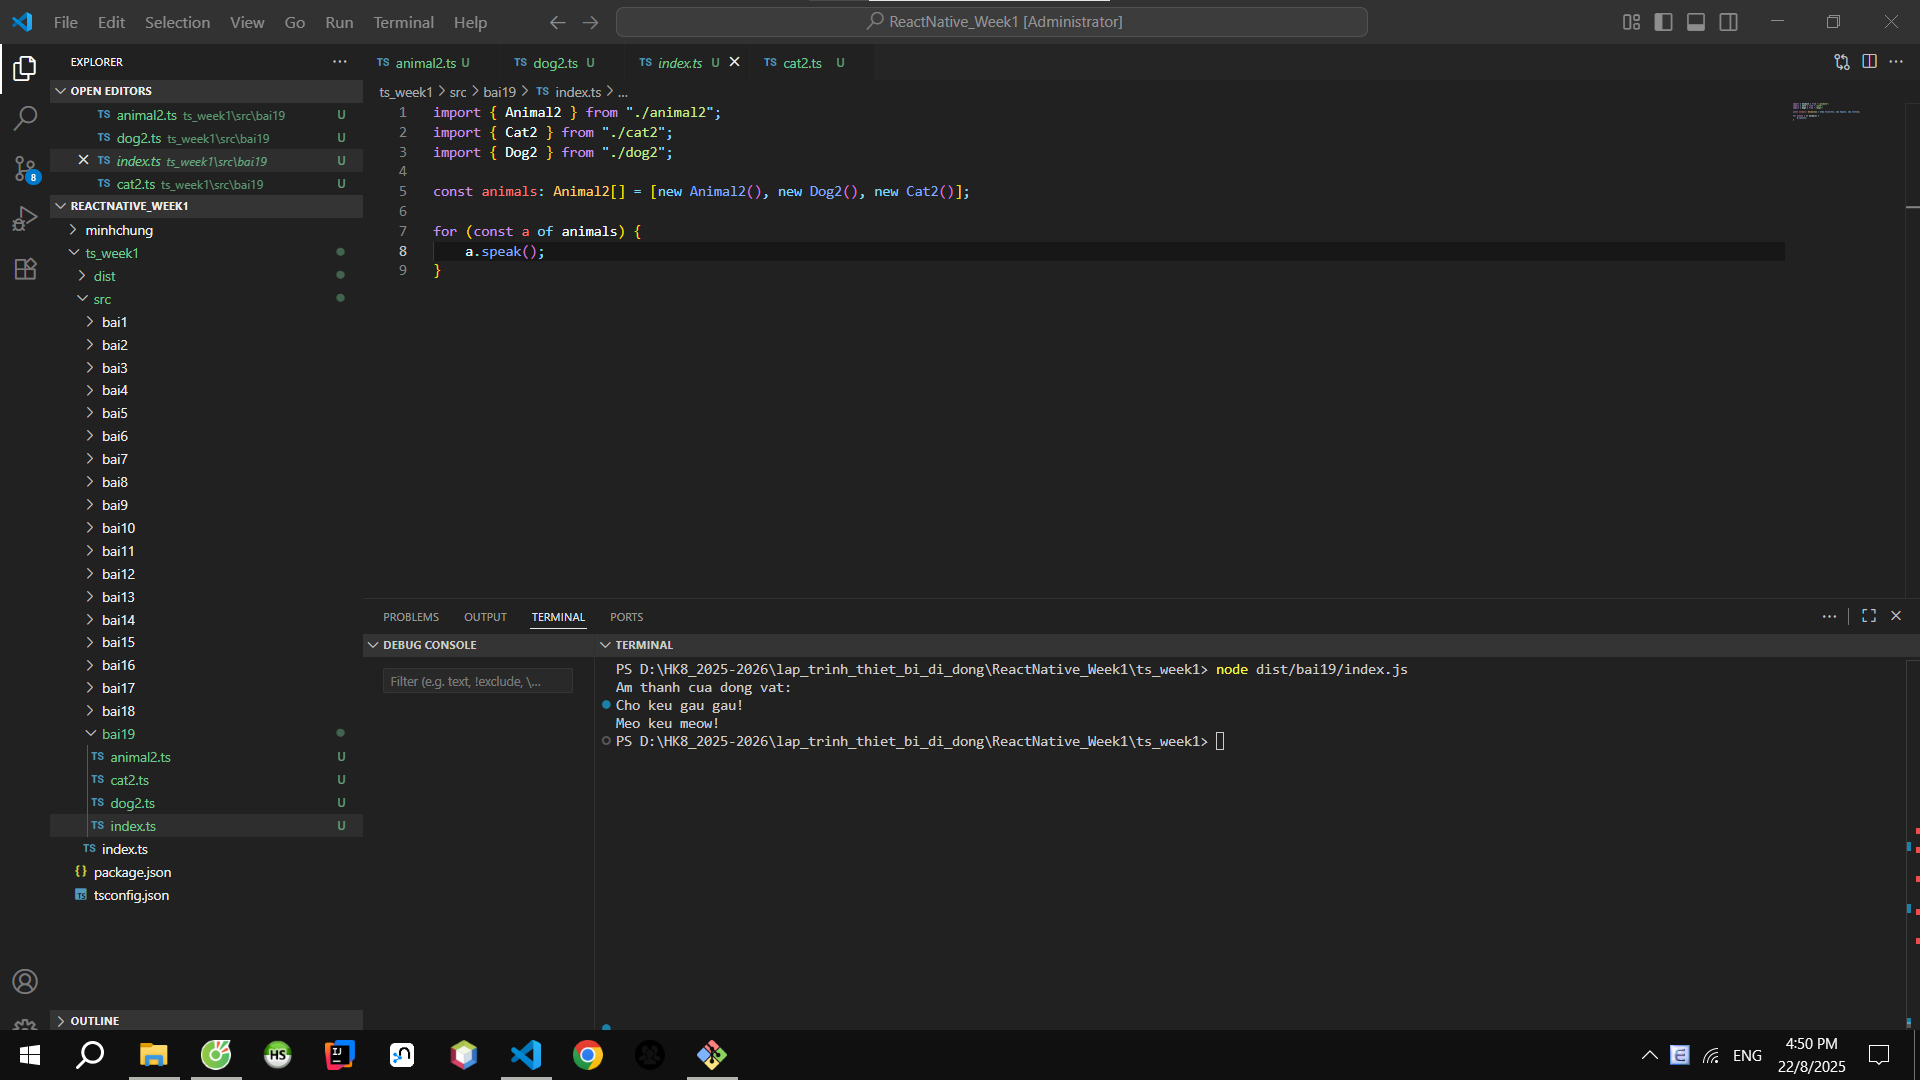 File Edit Selection View Go Run Terminal Help
ReactNative_Week1 [Administrator]
EXPLORER
OPEN EDITORS
TS animal2.ts ts_week1\src\bai19 U
TS dog2.ts ts_week1\src\bai19 U
TS index.ts ts_week1\src\bai19 U
TS cat2.ts ts_week1\src\bai19 U
REACTNATIVE_WEEK1
minhchung
ts_week1
dist
src
bai1
bai2
bai3
bai4
bai5
bai6
bai7
bai8
bai9
bai10
bai11
bai12
bai13
bai14
bai15
bai16
bai17
bai18
bai19
TS animal2.ts U
TS cat2.ts U
TS dog2.ts U
TS index.ts U
TS index.ts
{} package.json
TS tsconfig.json
OUTLINE
8
TS animal2.ts U TS dog2.ts U TS index.ts U TS cat2.ts U
ts_week1 > src > bai19 > TS index.ts > ...
1 import { Animal2 } from "./animal2";
2 import { Cat2 } from "./cat2";
3 import { Dog2 } from "./dog2";
4
5 const animals: Animal2[] = [new Animal2(), new Dog2(), new Cat2()];
6
7 for (const a of animals) {
8 a.speak();
9 }
PROBLEMS OUTPUT TERMINAL PORTS
DEBUG CONSOLE
Filter (e.g. text, !exclude, \...
TERMINAL
PS D:\HK8_2025-2026\lap_trinh_thiet_bi_di_dong\ReactNative_Week1\ts_week1> node dist/bai19/index.js
Am thanh cua dong vat:
Cho keu gau gau!
Meo keu meow!
PS D:\HK8_2025-2026\lap_trinh_thiet_bi_di_dong\ReactNative_Week1\ts_week1>
HS
IJ
E
ENG
4:50 PM
22/8/2025